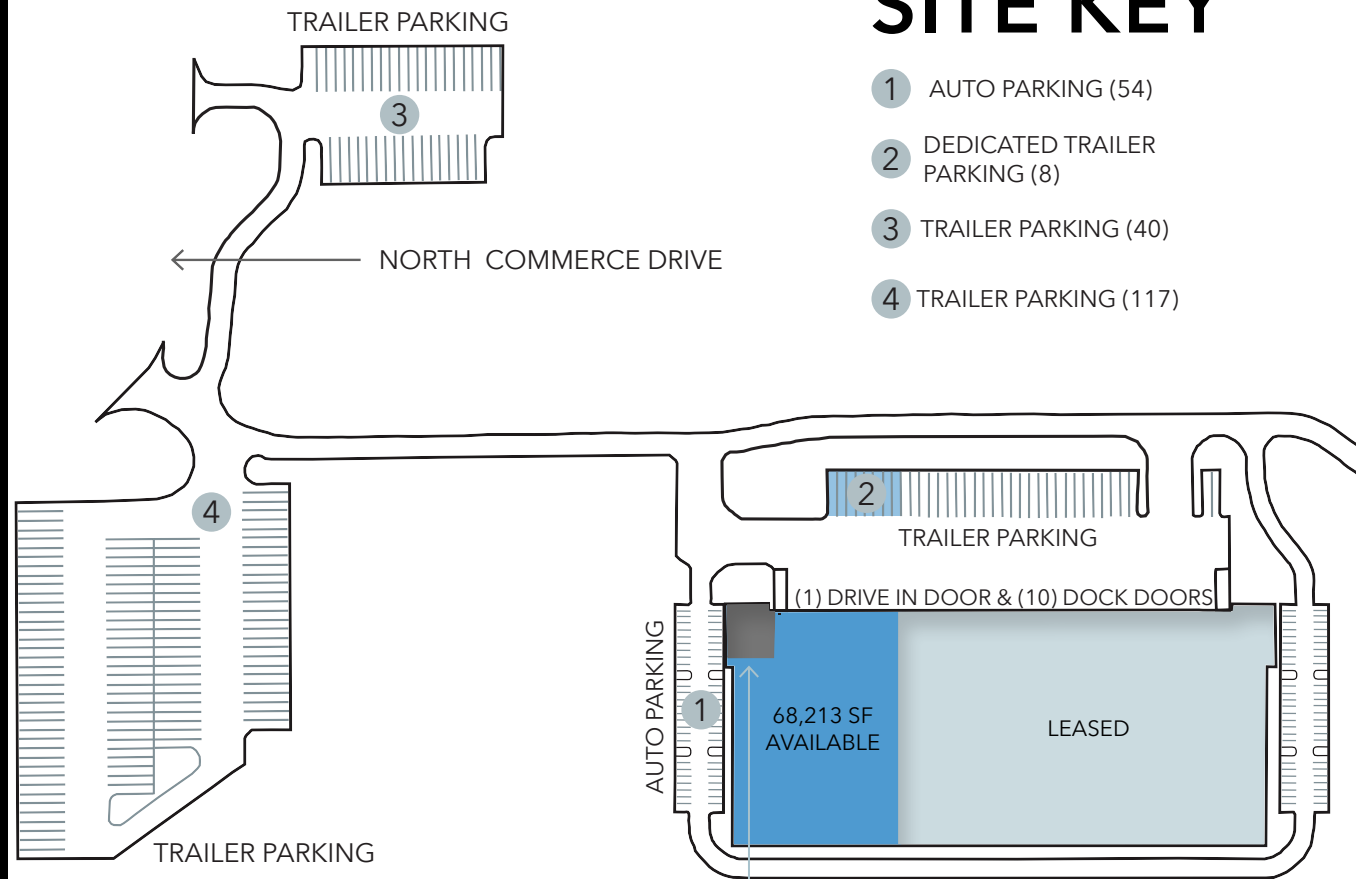 SITE KEY
TRAILER PARKING
3
1 AUTO PARKING (54)
2 DEDICATED TRAILER
PARKING (8)
3 TRAILER PARKING (40)
4 TRAILER PARKING (117)
NORTH COMMERCE DRIVE
4
2
TRAILER PARKING
(1) DRIVE IN DOOR & (10) DOCK DOORS
AUTO PARKING
1
68,213 SF
AVAILABLE
LEASED
TRAILER PARKING